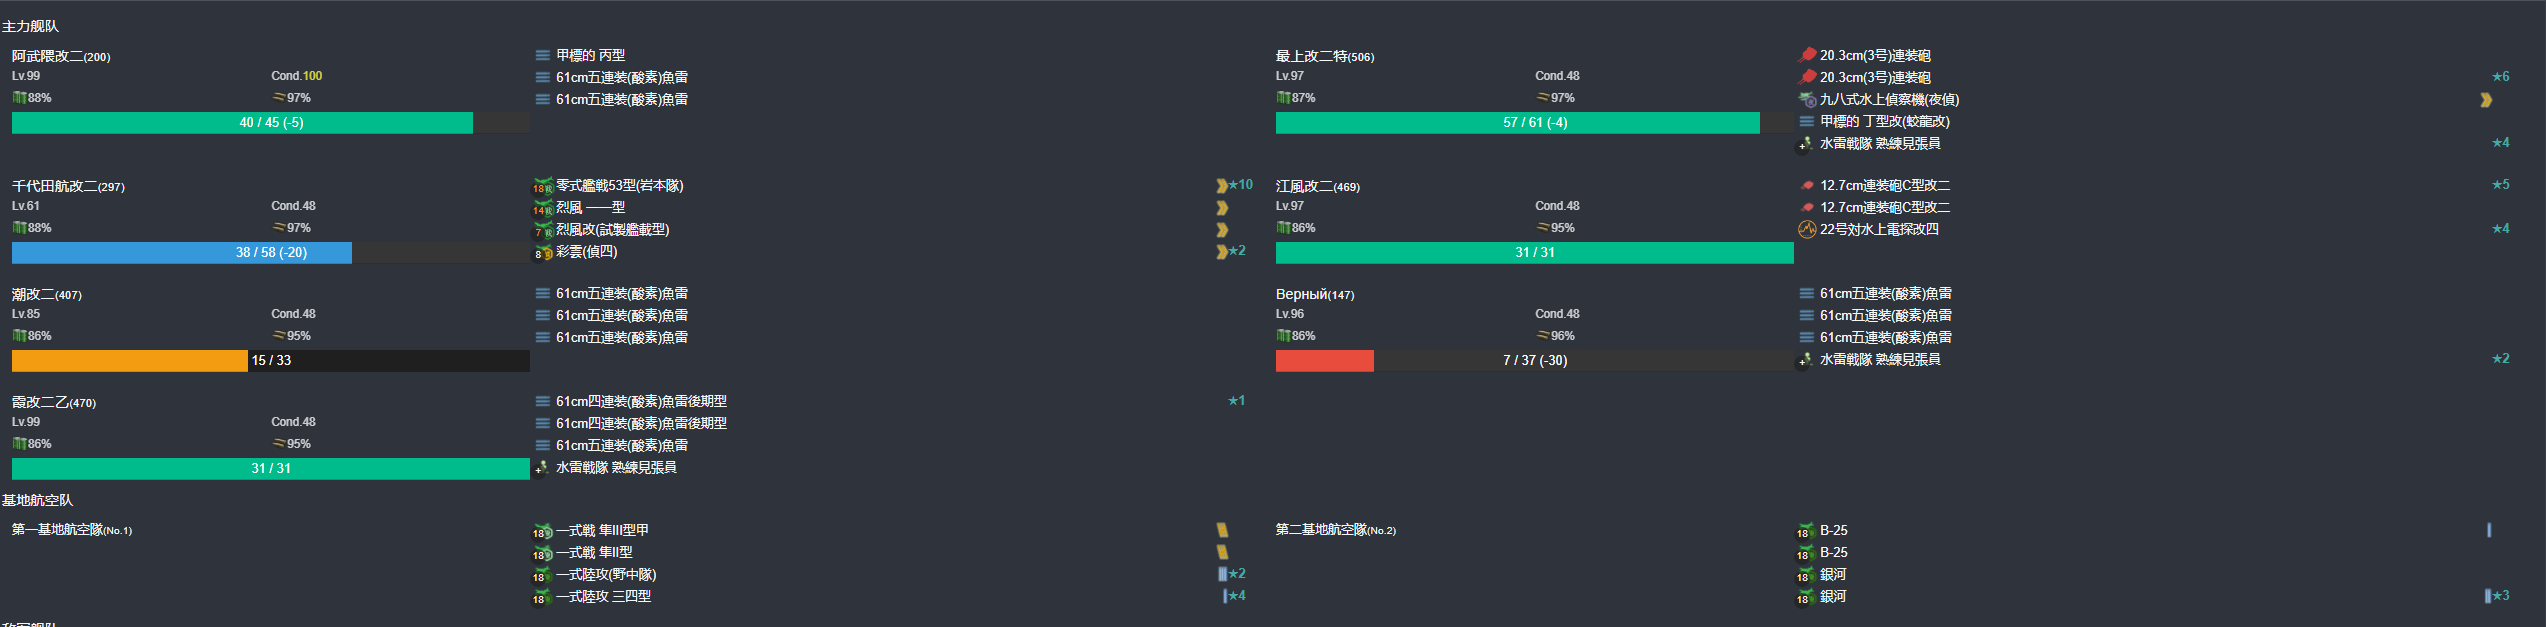 主力舰队
阿武隈改二(200)
Lv.99 Cond.100
88% 97%
40 / 45 (-5)
甲標的 丙型
61cm五連装(酸素)魚雷
61cm五連装(酸素)魚雷
最上改二特(506)
Lv.97 Cond.48
87% 97%
57 / 61 (-4)
20.3cm(3号)連装砲
20.3cm(3号)連装砲 ★6
九八式水上偵察機(夜偵)
甲標的 丁型改(蛟龍改)
水雷戦隊 熟練見張員 ★4
千代田航改二(297)
Lv.61 Cond.48
88% 97%
38 / 58 (-20)
18 零式艦戦53型(岩本隊) ★10
14 烈風 一一型
7 烈風改(試製艦載型)
8 彩雲(偵四) ★2
江風改二(469)
Lv.97 Cond.48
86% 95%
31 / 31
12.7cm連装砲C型改二 ★5
12.7cm連装砲C型改二
22号対水上電探改四 ★4
潮改二(407)
Lv.85 Cond.48
86% 95%
15 / 33
61cm五連装(酸素)魚雷
61cm五連装(酸素)魚雷
61cm五連装(酸素)魚雷
Верный(147)
Lv.96 Cond.48
86% 96%
7 / 37 (-30)
61cm五連装(酸素)魚雷
61cm五連装(酸素)魚雷
61cm五連装(酸素)魚雷
水雷戦隊 熟練見張員 ★2
霞改二乙(470)
Lv.99 Cond.48
86% 95%
31 / 31
61cm四連装(酸素)魚雷後期型 ★1
61cm四連装(酸素)魚雷後期型
61cm五連装(酸素)魚雷
水雷戦隊 熟練見張員
基地航空队
第一基地航空隊(No.1)
18 一式戦 隼III型甲
18 一式戦 隼II型
18 一式陸攻(野中隊) ★2
18 一式陸攻 三四型 ★4
第二基地航空隊(No.2)
18 B-25
18 B-25
18 銀河
18 銀河 ★3